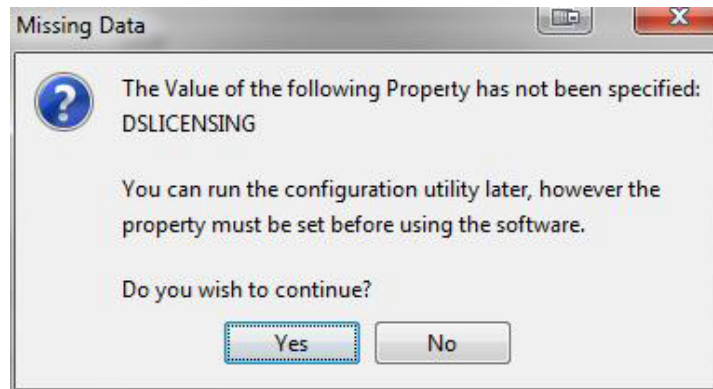 Missing Data
The Value of the following Property has not been specified:
DSLICENSING
You can run the configuration utility later, however the
property must be set before using the software.
Do you wish to continue?
Yes
No